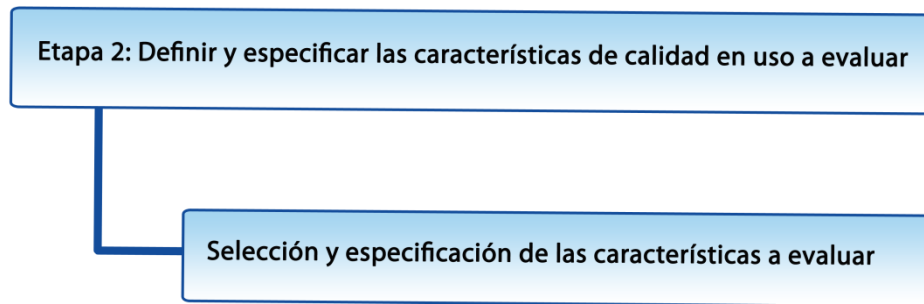 Etapa 2: Definir y especificar las características de calidad en uso a evaluar
Selección y especificación de las características a evaluar